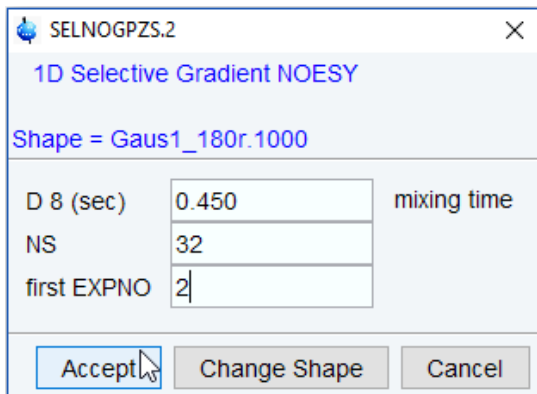 SELNOGPZS.2
1D Selective Gradient NOESY
Shape = Gaus1_180r.1000
D 8 (sec) 0.450 mixing time
NS 32
first EXPNO 2
Accept Change Shape Cancel